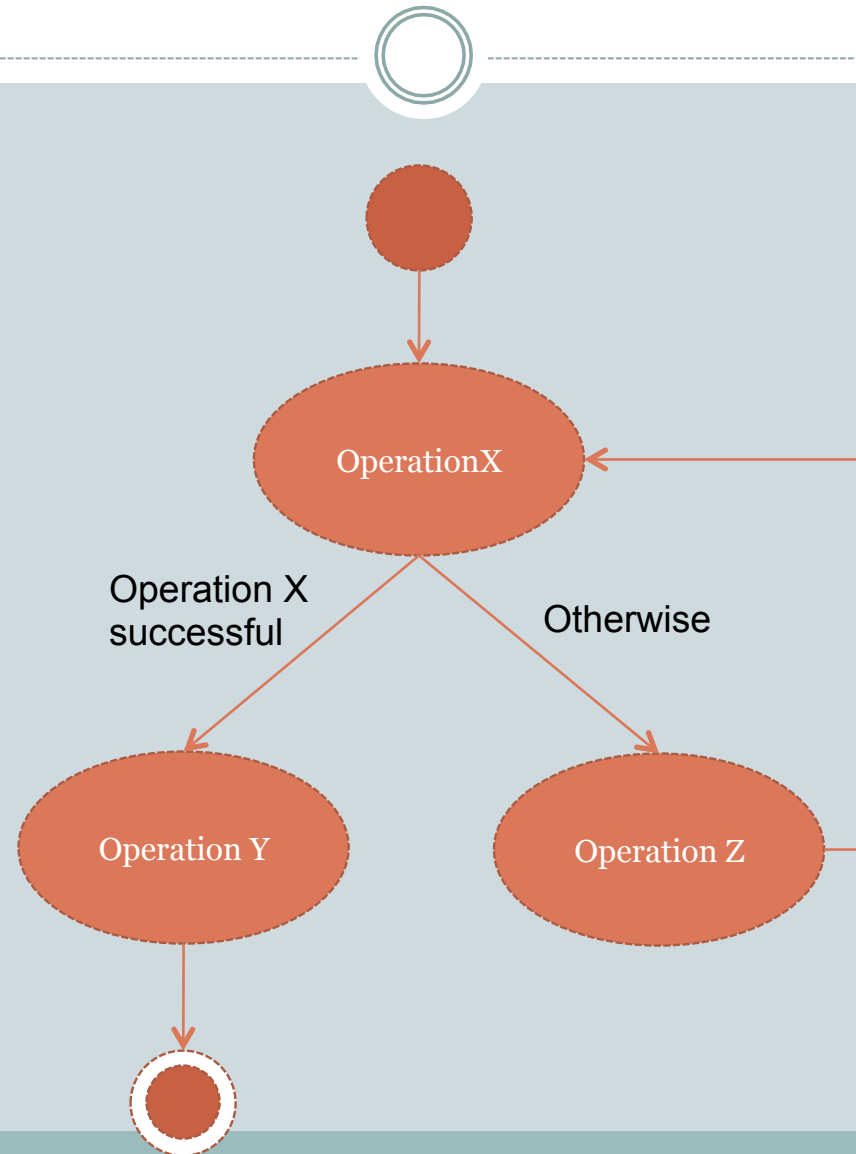 OperationX
Operation X
successful
Otherwise
Operation Y
Operation Z